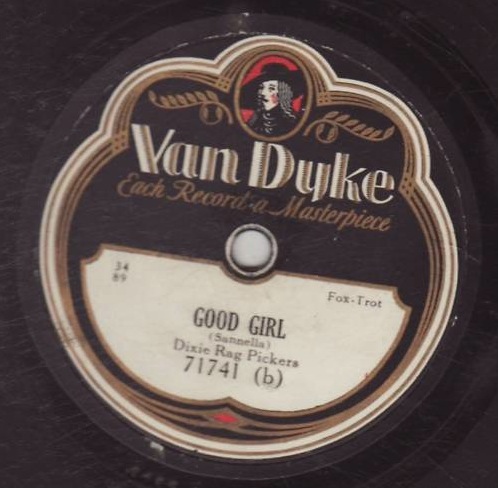 Van Dyke
Each Record-a Masterpiece
34
89
Fox-Trot
GOOD GIRL
(Sannella)
Dixie Rag Pickers
71741 (b)